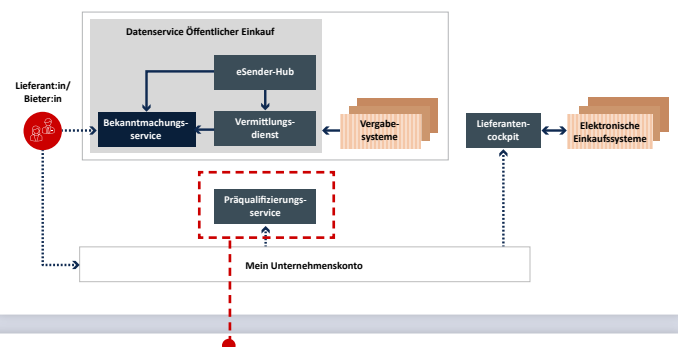 Datenservice Öffentlicher Einkauf
eSender-Hub
Lieferant:in/
Bieter:in
Bekanntmachungs-
service
Vermittlungs-
dienst
Vergabe-
systeme
Lieferanten-
cockpit
Elektronische
Einkaufssysteme
Präqualifizierungs-
service
Mein Unternehmenskonto